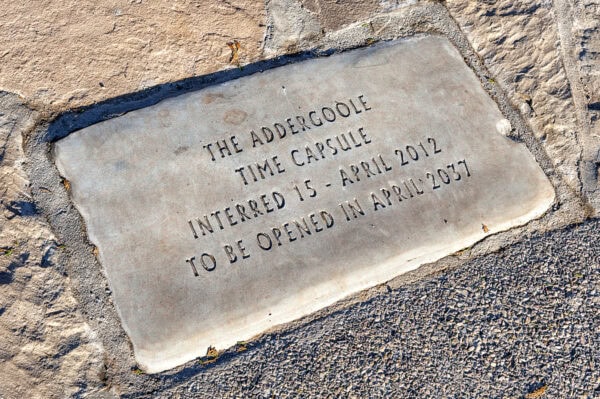 THE ADDERGOOLE
TIME CAPSULE
INTERRED 15 - APRIL 2012
TO BE OPENED IN APRIL 2037